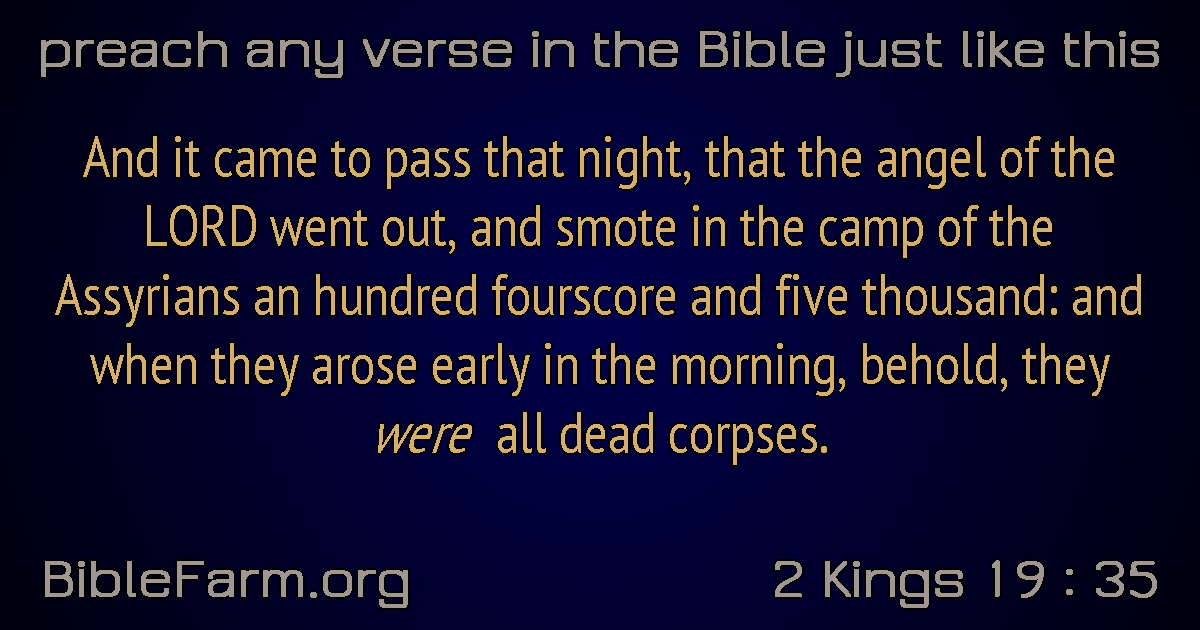 preach any verse in the Bible just like this
And it came to pass that night, that the angel of the
LORD went out, and smote in the camp of the
Assyrians an hundred fourscore and five thousand: and
when they arose early in the morning, behold, they
were all dead corpses.
BibleFarm.org
2 Kings 19 : 35